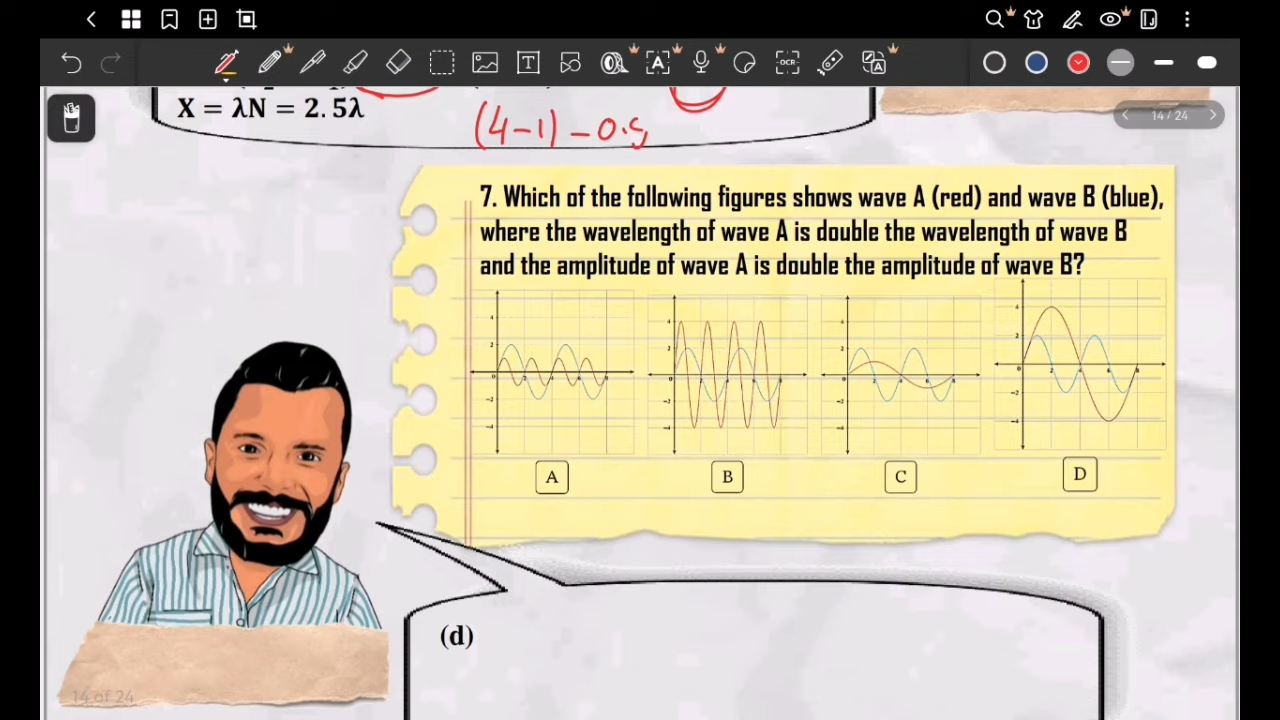 OCR
14 / 24
X = λN = 2.5λ
(4-1) - 0.5
7. Which of the following figures shows wave A (red) and wave B (blue),
where the wavelength of wave A is double the wavelength of wave B
and the amplitude of wave A is double the amplitude of wave B?
A
B
C
D
(d)
14 of 24